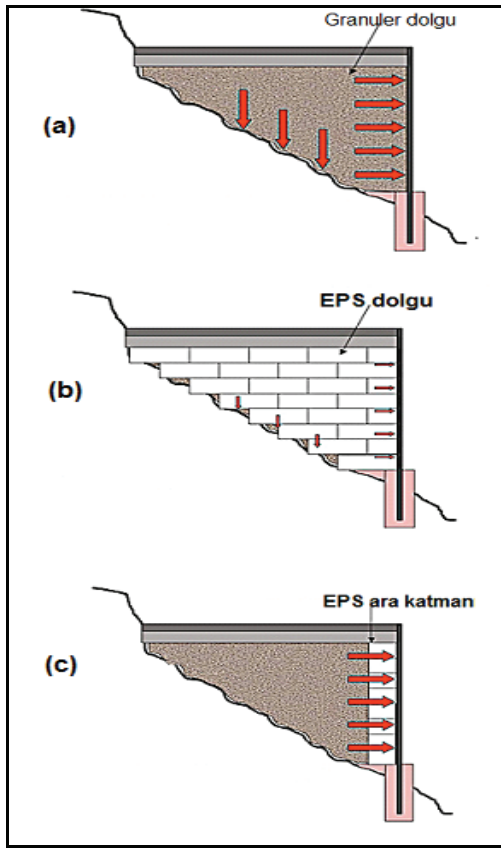 Granuler dolgu
(a)
EPS dolgu
(b)
EPS ara katman
(c)